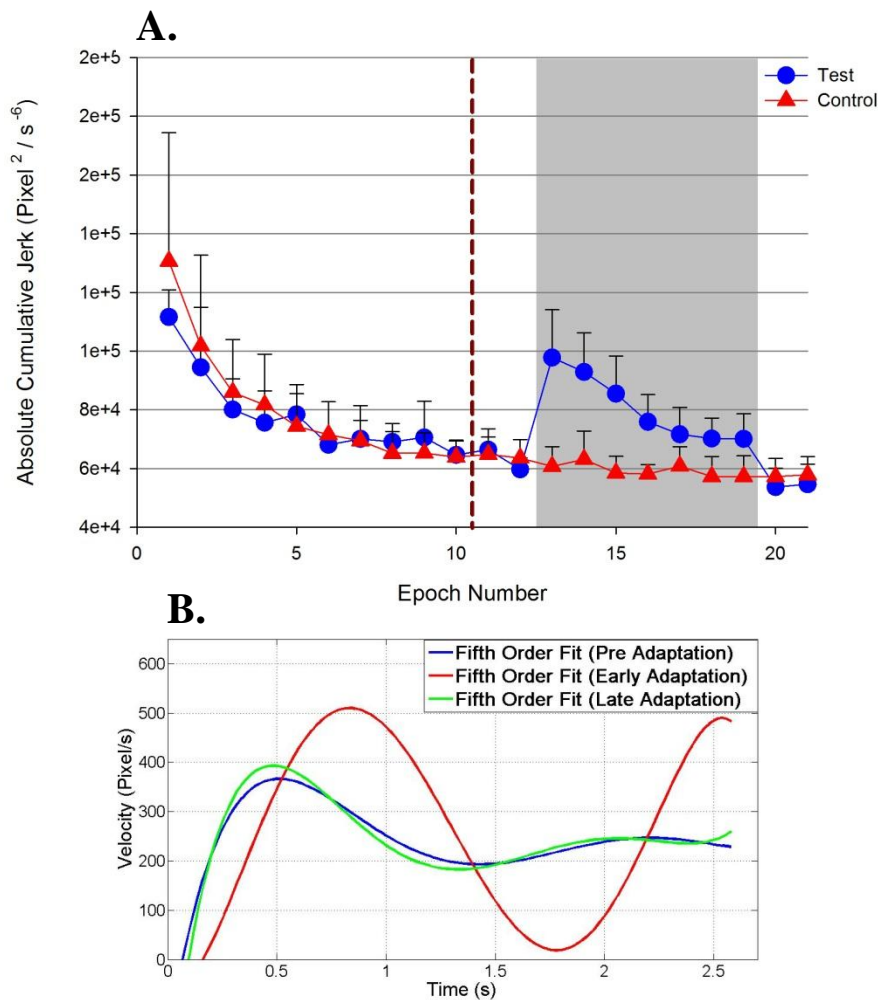 A.
Absolute Cumulative Jerk (Pixel ² / s ⁻⁶)
2e+5
2e+5
2e+5
1e+5
1e+5
1e+5
8e+4
6e+4
4e+4
Test
Control
0 5 10 15 20
Epoch Number
B.
Velocity (Pixel/s)
600
500
400
300
200
100
0
Fifth Order Fit (Pre Adaptation)
Fifth Order Fit (Early Adaptation)
Fifth Order Fit (Late Adaptation)
0 0.5 1 1.5 2 2.5
Time (s)